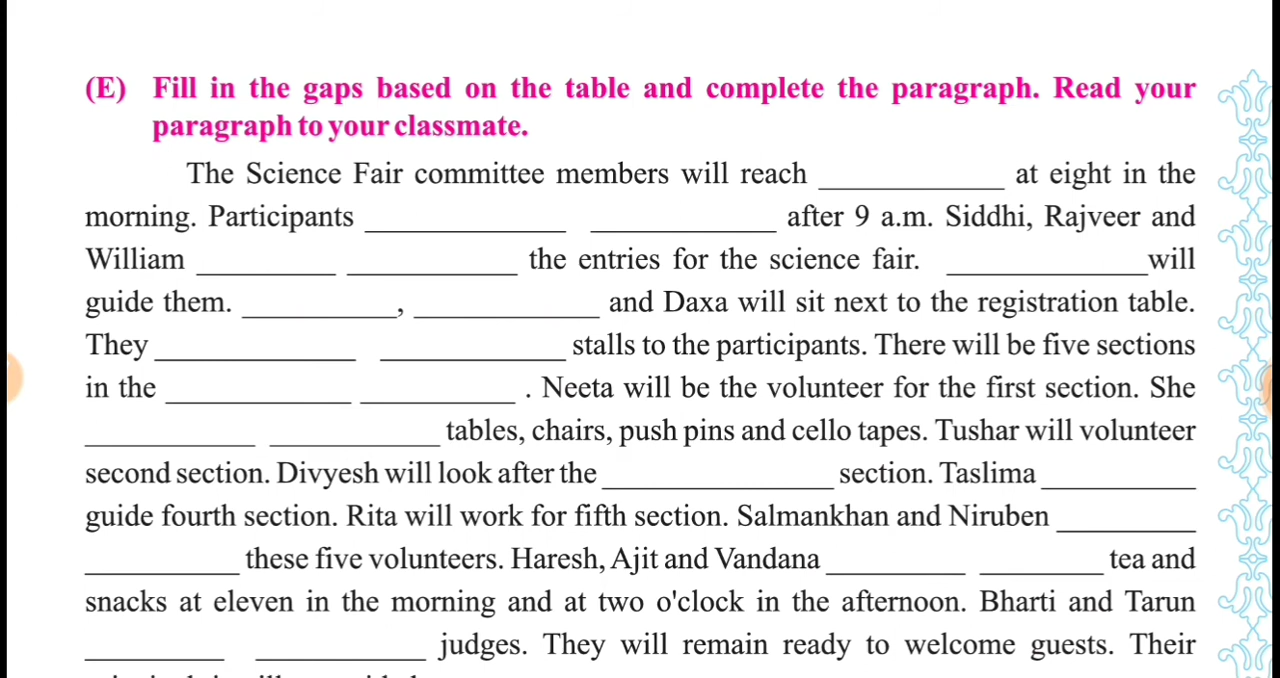 (E) Fill in the gaps based on the table and complete the paragraph. Read your
paragraph to your classmate.
The Science Fair committee members will reach ____________ at eight in the
morning. Participants _____________ ____________ after 9 a.m. Siddhi, Rajveer and
William _________ ___________ the entries for the science fair. _____________will
guide them. __________, ____________ and Daxa will sit next to the registration table.
They _____________ ____________ stalls to the participants. There will be five sections
in the ____________ __________ . Neeta will be the volunteer for the first section. She
___________ ___________ tables, chairs, push pins and cello tapes. Tushar will volunteer
second section. Divyesh will look after the _______________ section. Taslima __________
guide fourth section. Rita will work for fifth section. Salmankhan and Niruben _________
__________ these five volunteers. Haresh, Ajit and Vandana _________ ________ tea and
snacks at eleven in the morning and at two o'clock in the afternoon. Bharti and Tarun
_________ ___________ judges. They will remain ready to welcome guests. Their